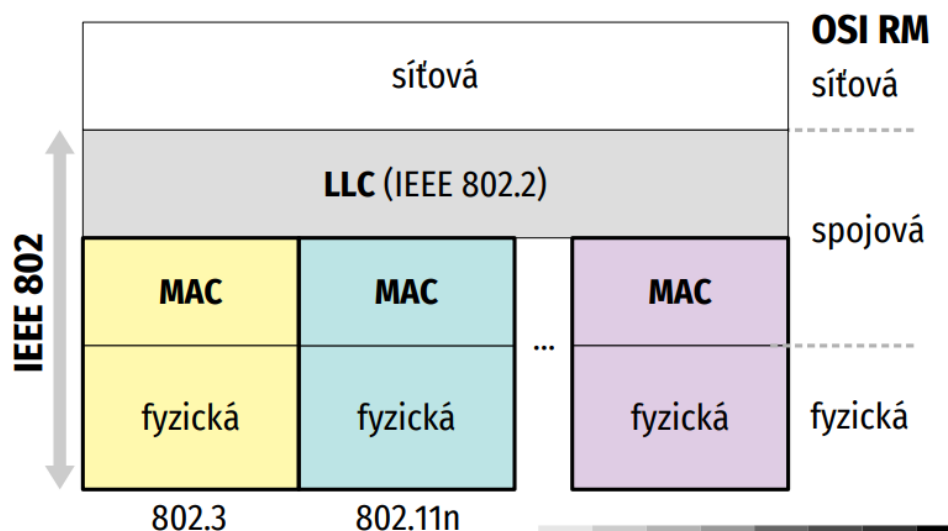 OSI RM
síťová
síťová
LLC (IEEE 802.2)
spojová
IEEE 802
MAC
MAC
...
MAC
fyzická
fyzická
fyzická
fyzická
802.3
802.11n